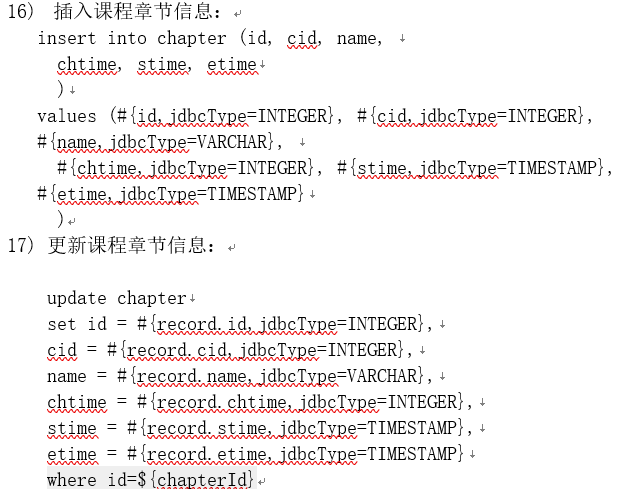 16) 插入课程章节信息：
insert into chapter (id, cid, name,
chtime, stime, etime
)
values (#{id,jdbcType=INTEGER}, #{cid,jdbcType=INTEGER},
#{name,jdbcType=VARCHAR},
#{chtime,jdbcType=INTEGER}, #{stime,jdbcType=TIMESTAMP},
#{etime,jdbcType=TIMESTAMP}
)
17) 更新课程章节信息：
update chapter
set id = #{record.id,jdbcType=INTEGER},
cid = #{record.cid,jdbcType=INTEGER},
name = #{record.name,jdbcType=VARCHAR},
chtime = #{record.chtime,jdbcType=INTEGER},
stime = #{record.stime,jdbcType=TIMESTAMP},
etime = #{record.etime,jdbcType=TIMESTAMP}
where id=${chapterId}